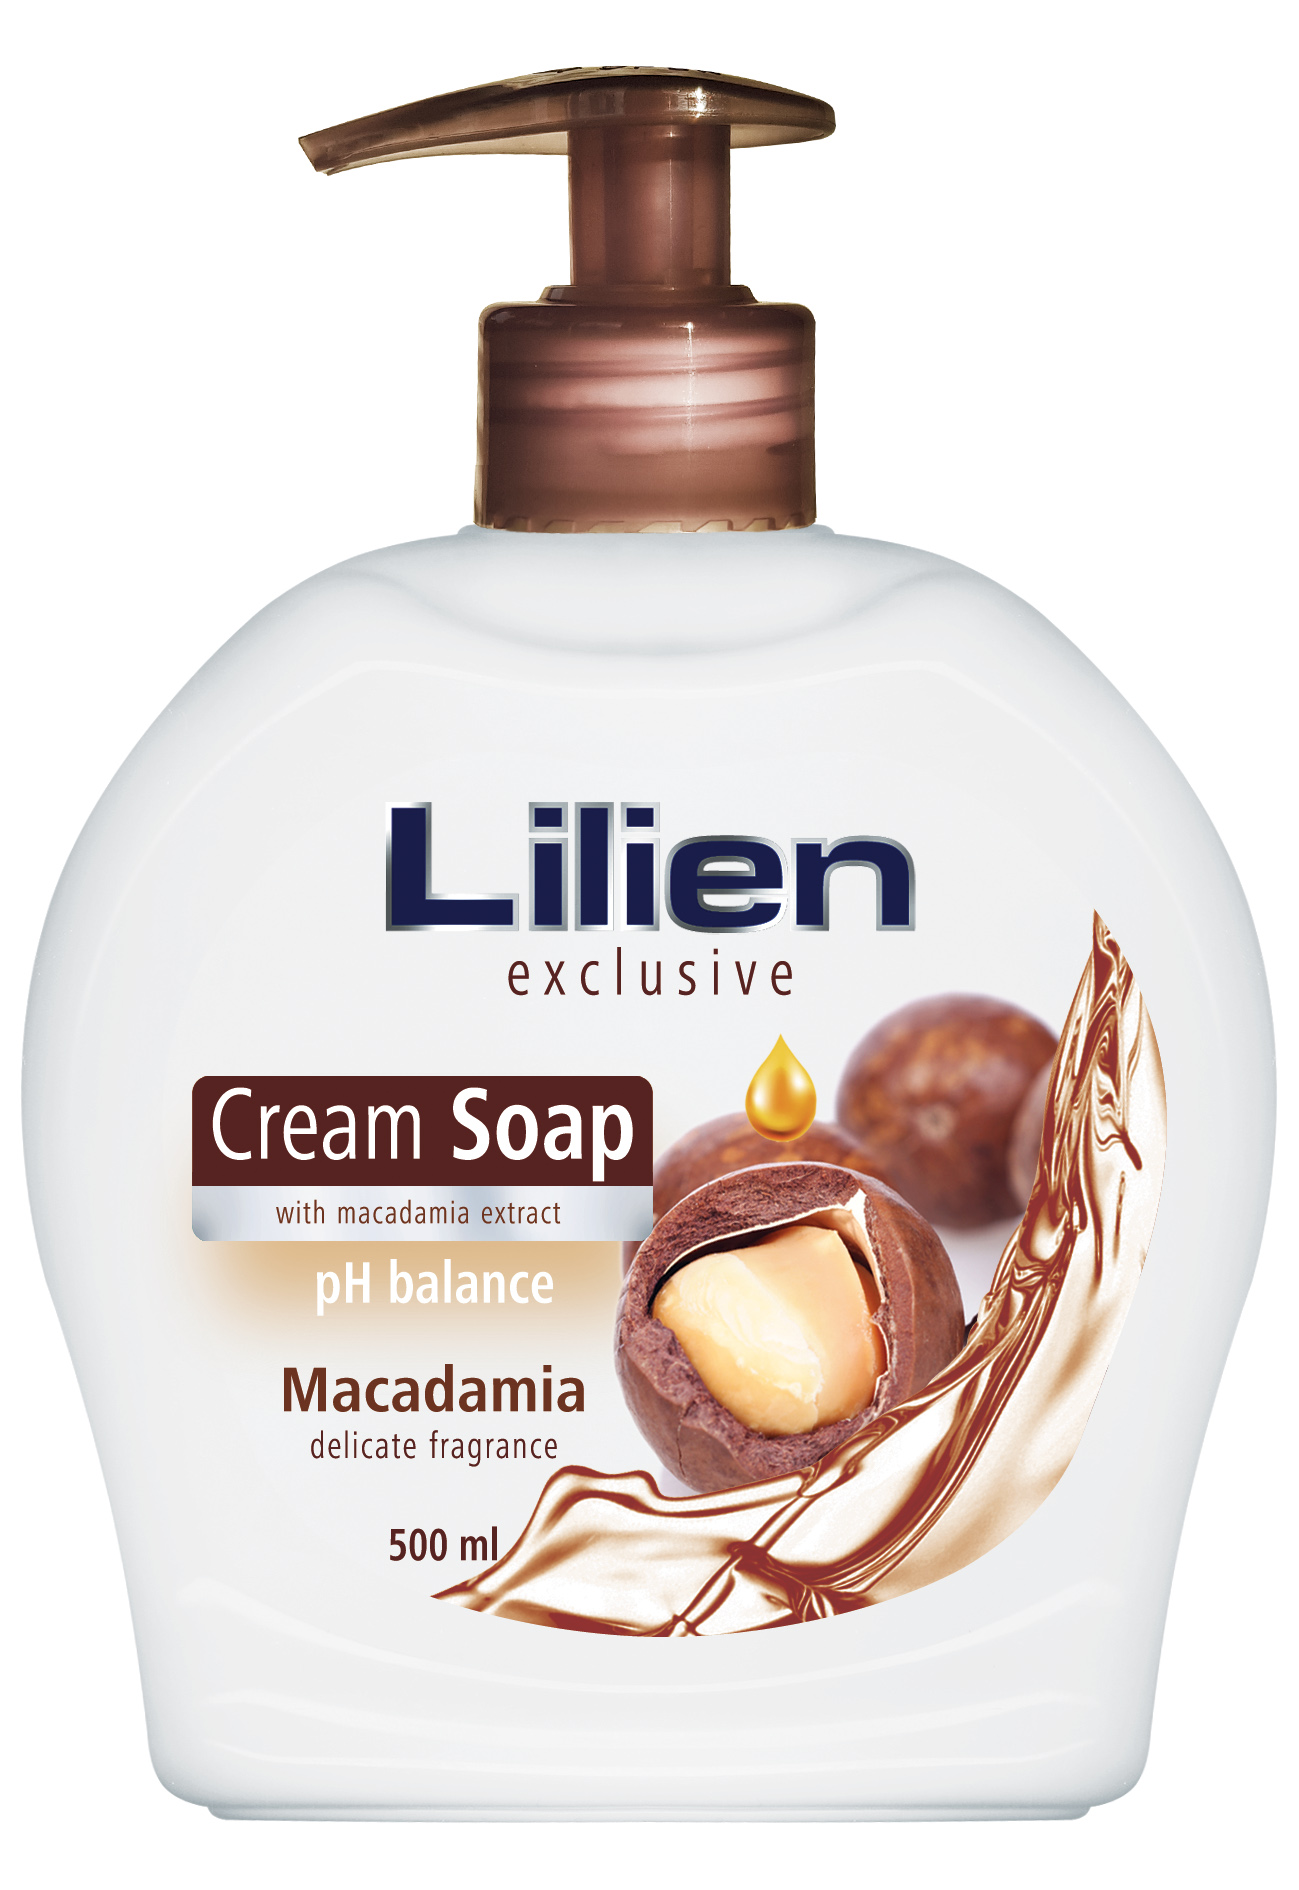 Lilien
exclusive
Cream Soap
with macadamia extract
pH balance
Macadamia
delicate fragrance
500 ml